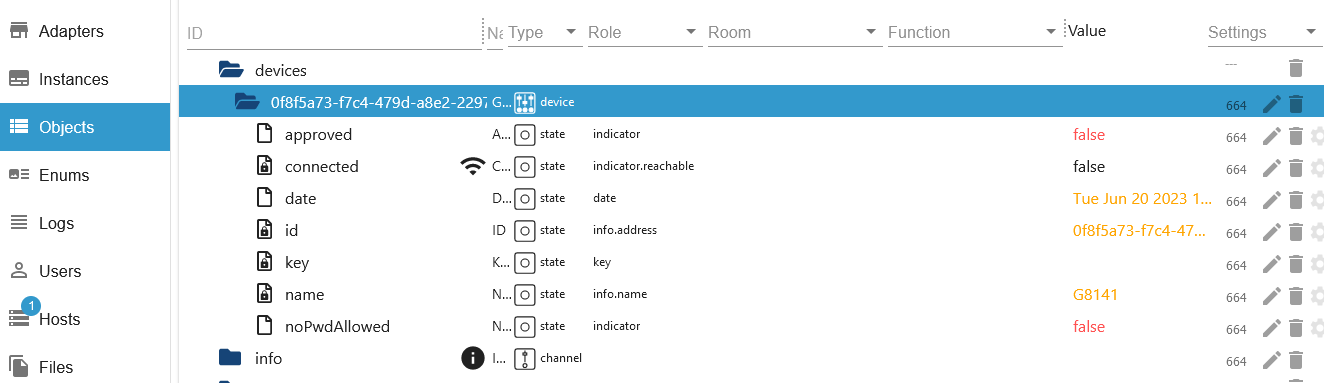 Adapters
Instances
Objects
Enums
Logs
Users
1
Hosts
Files
ID Na Type Role Room Function Value Settings
devices ---
0f8f5a73-f7c4-479d-a8e2-2297 G... device 664
approved A... state indicator false 664
connected C... state indicator.reachable false 664
date D... state date Tue Jun 20 2023 1... 664
id ID state info.address 0f8f5a73-f7c4-47... 664
key K... state key 664
name N... state info.name G8141 664
noPwdAllowed N... state indicator false 664
info I... channel 664